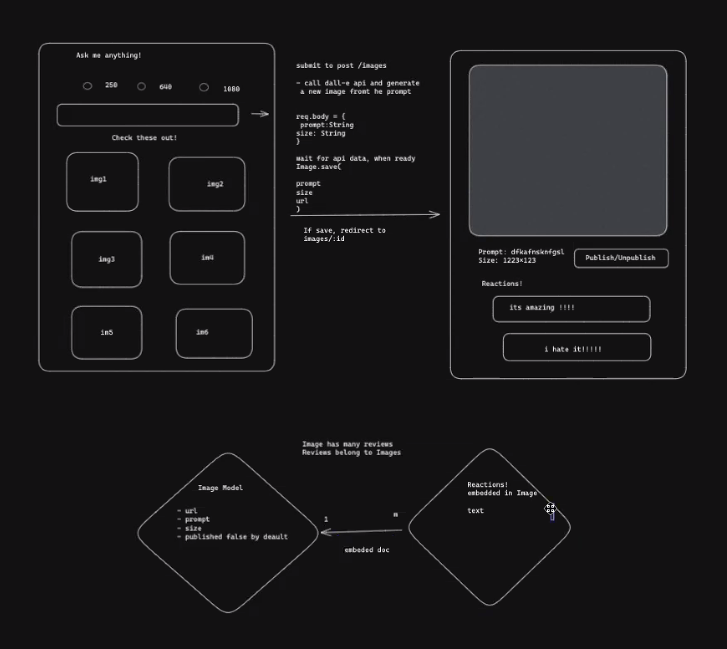 Ask me anything!
250
640
1080
Check these out!
img1
img2
img3
im4
im5
im6
submit to post /images
- call dall-e api and generate
a new image fromt he prompt
req.body = {
prompt:String
size: String
}
wait for api data, when ready
Image.save(
prompt
size
url
)
If save, redirect to
images/:id
Prompt: dfkafnsknfgsl
Size: 1223×123
Publish/Unpublish
Reactions!
its amazing !!!!
i hate it!!!!!
Image has many reviews
Reviews belong to Images
Image Model
- url
- prompt
- size
- published false by deault
1
m
embeded doc
Reactions!
embedded in Image
text